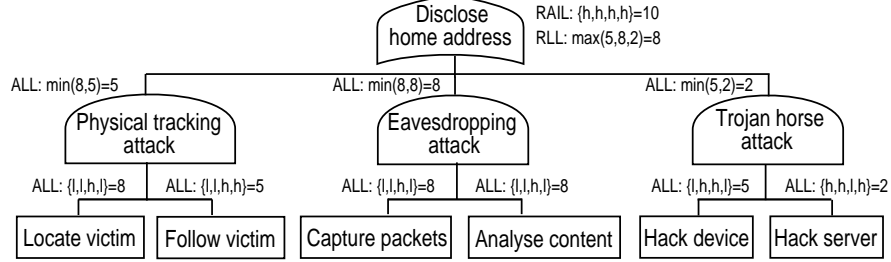 Disclose
home address
RAIL: {h,h,h,h}=10
RLL: max(5,8,2)=8
ALL: min(8,5)=5
ALL: min(8,8)=8
ALL: min(5,2)=2
Physical tracking
attack
Eavesdropping
attack
Trojan horse
attack
ALL: {l,l,h,l}=8
ALL: {l,l,h,h}=5
ALL: {l,l,h,l}=8
ALL: {l,l,h,l}=8
ALL: {l,h,h,l}=5
ALL: {h,h,l,h}=2
Locate victim
Follow victim
Capture packets
Analyse content
Hack device
Hack server